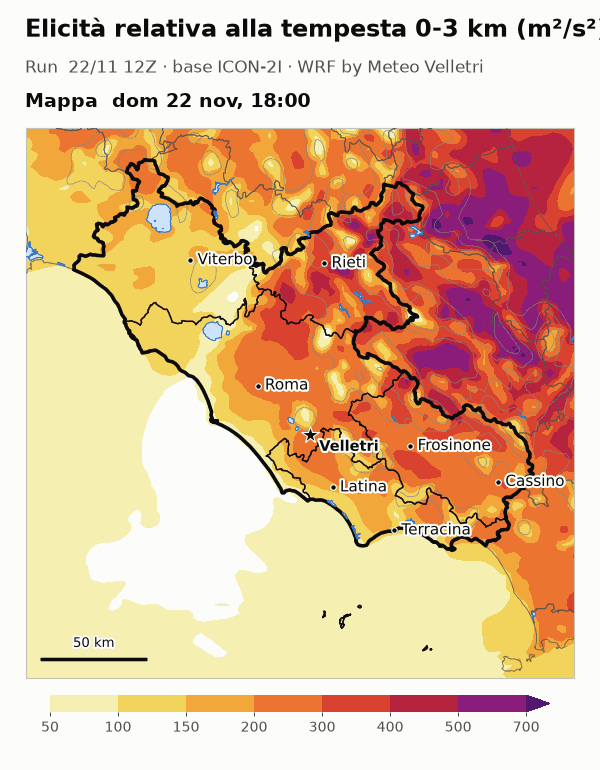 Elicità relativa alla tempesta 0-3 km (m²/s²)
Run  22/11 12Z · base ICON-2I · WRF by Meteo Velletri
Mappa  dom 22 nov, 18:00
Viterbo
Rieti
Roma
Velletri
Frosinone
Latina
Cassino
Terracina
50 km
50 100 150 200 300 400 500 700